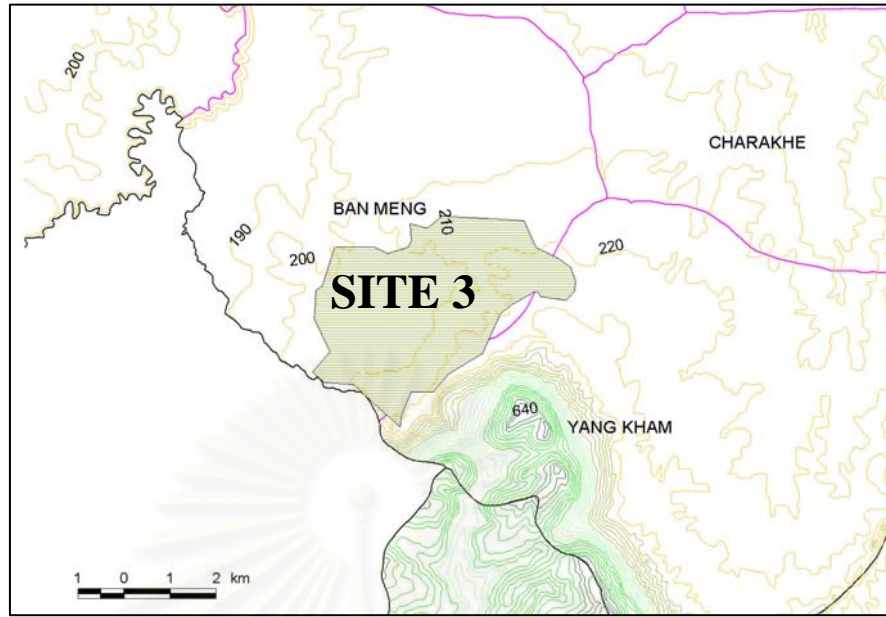 200
CHARAKHE
BAN MENG
210
190
200
220
SITE 3
640
YANG KHAM
1 0 1 2 km